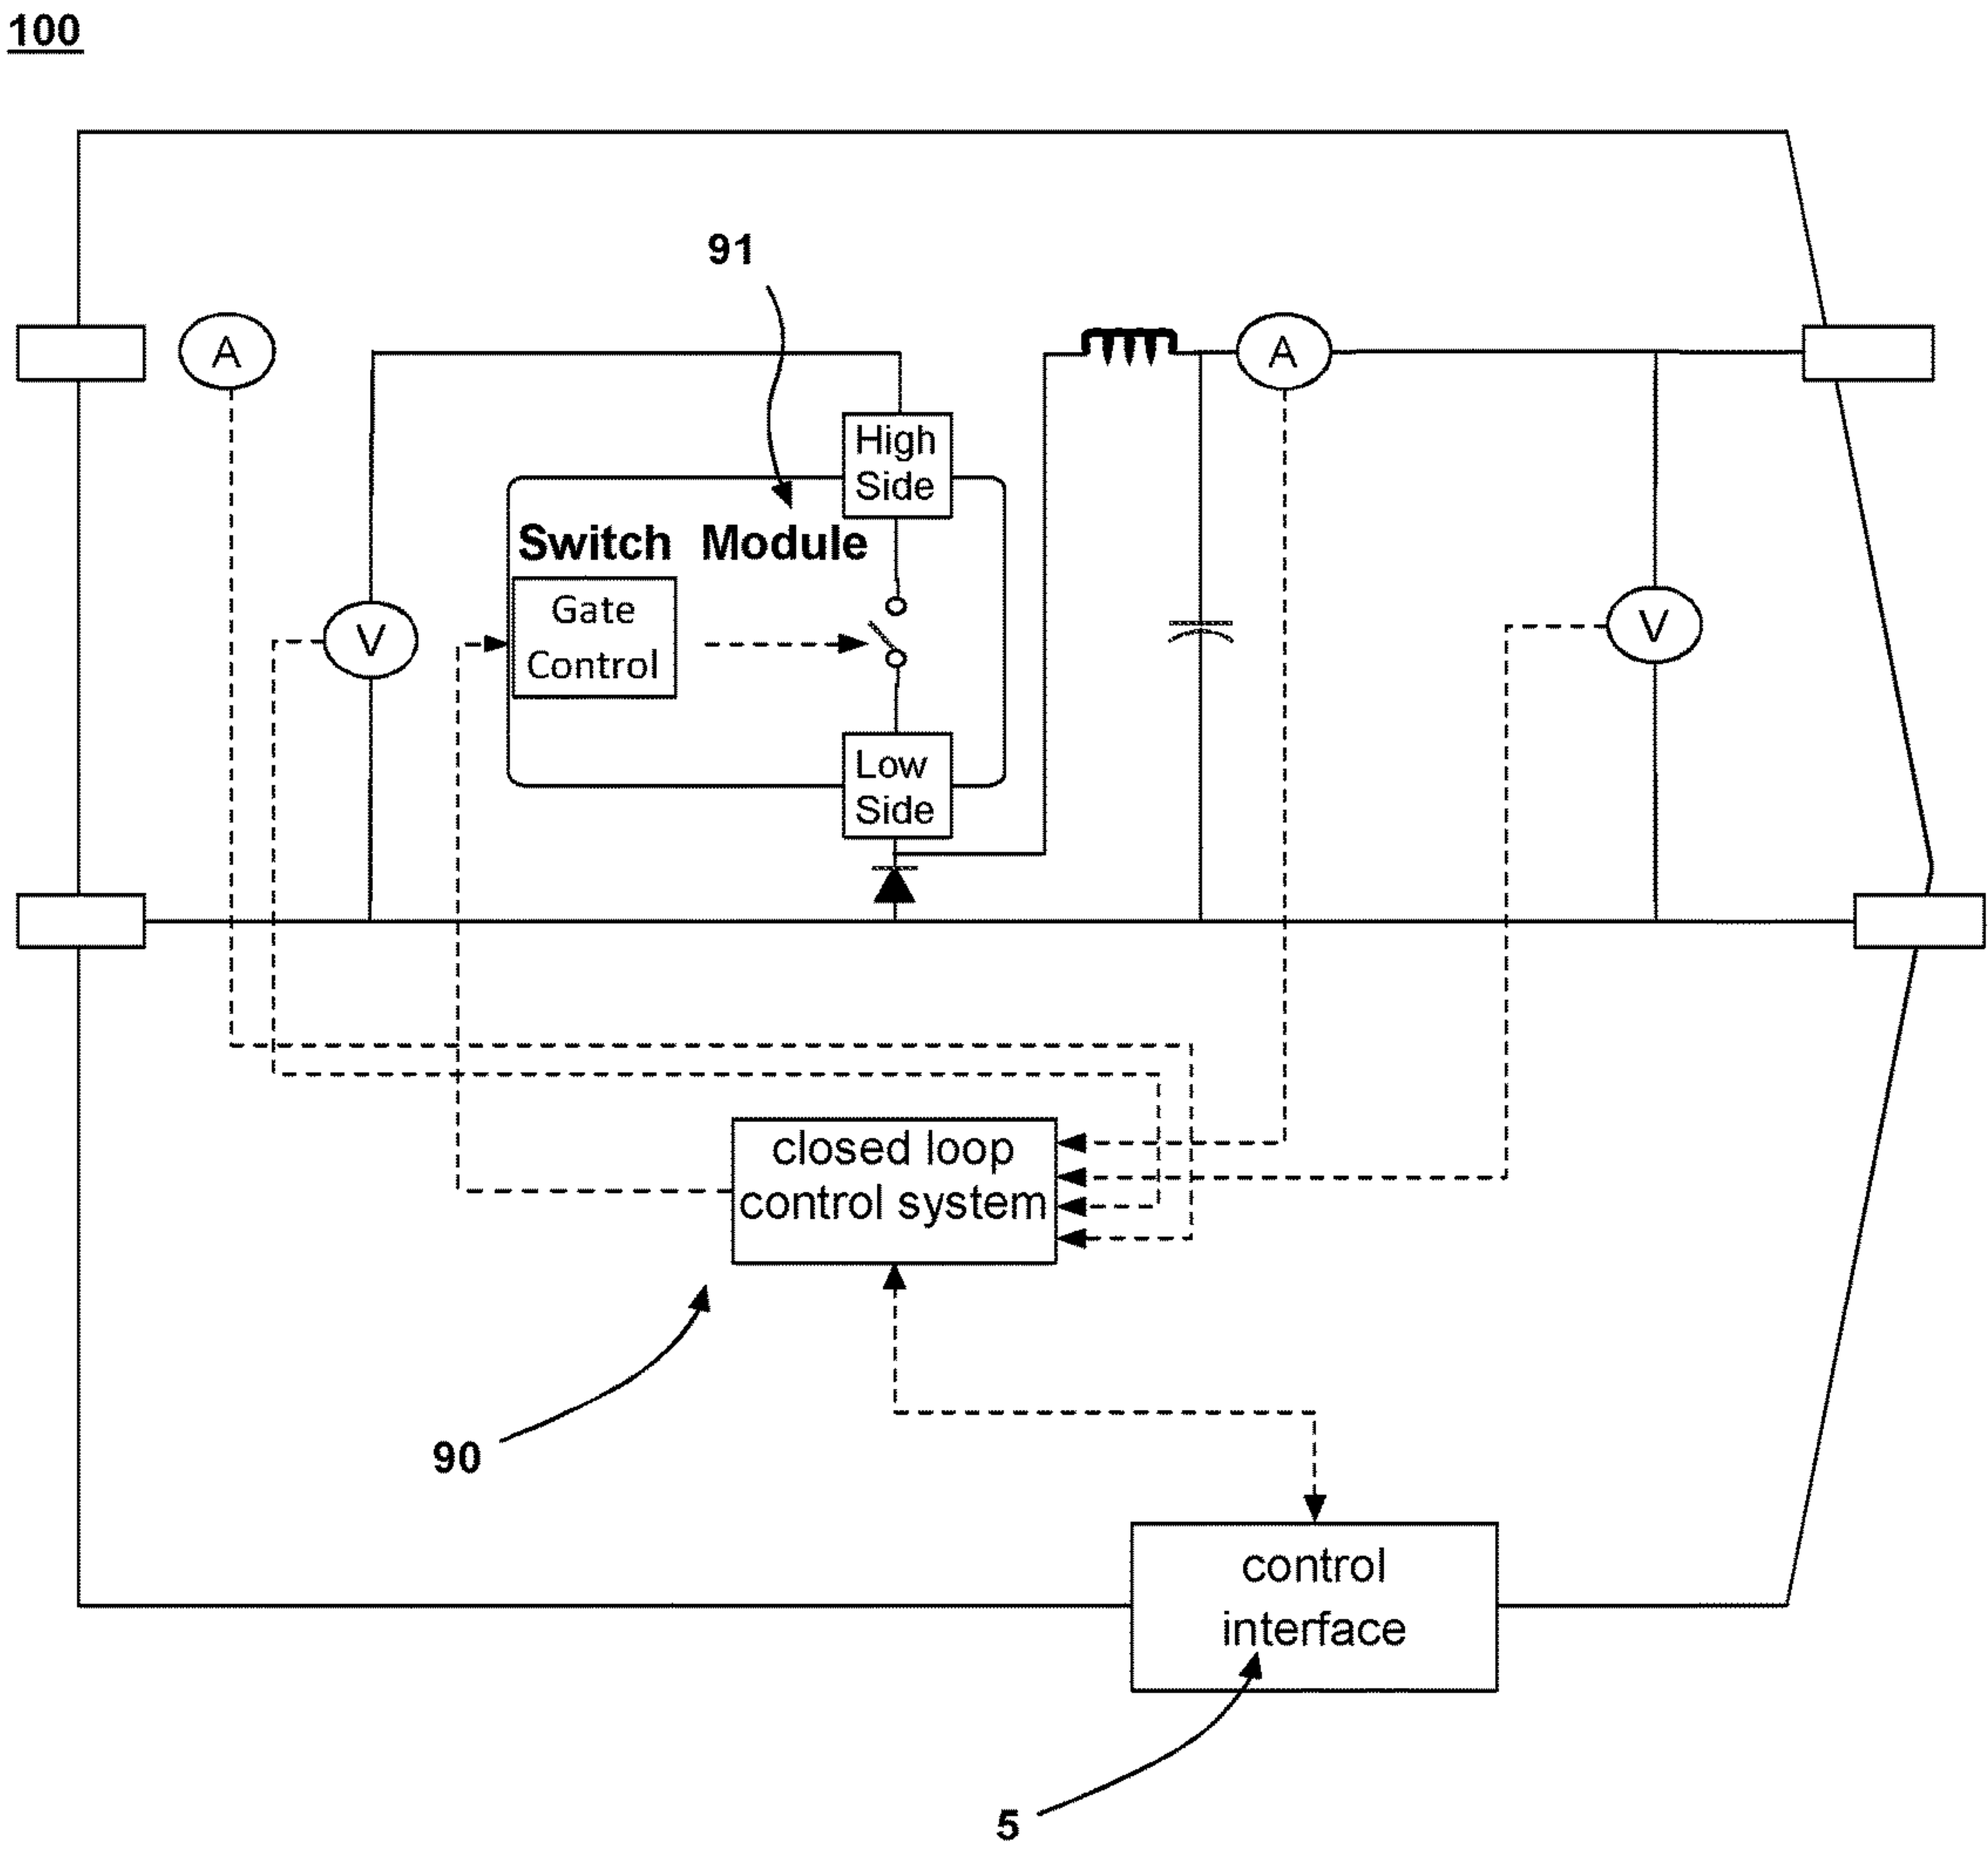 100
91
A
A
High
Side
Switch Module
Gate
Control
V
V
Low
Side
closed loop
control system
90
control
interface
5